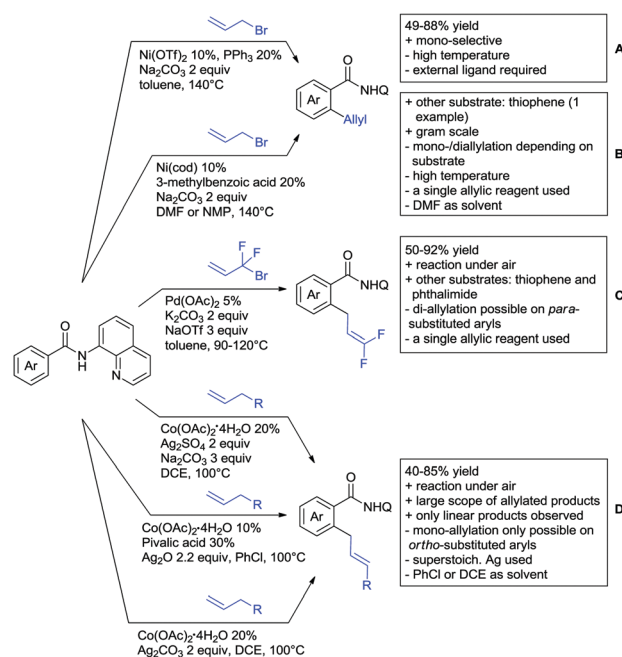 Br
Ni(OTf)2 10%, PPh3 20%
Na2CO3 2 equiv
toluene, 140°C
O
NHQ
Ar
Allyl
49-88% yield
+ mono-selective
- high temperature
- external ligand required
A
Br
Ni(cod) 10%
3-methylbenzoic acid 20%
Na2CO3 2 equiv
DMF or NMP, 140°C
+ other substrate: thiophene (1
example)
+ gram scale
- mono-/diallylation depending on
substrate
- high temperature
- a single allylic reagent used
- DMF as solvent
B
F
F
Br
Pd(OAc)2 5%
K2CO3 2 equiv
NaOTf 3 equiv
toluene, 90-120°C
O
NHQ
Ar
F
F
50-92% yield
+ reaction under air
+ other substrates: thiophene and
phthalimide
- di-allylation possible on para-
substituted aryls
- a single allylic reagent used
C
O
N
H
Ar
N
R
Co(OAc)2•4H2O 20%
Ag2SO4 2 equiv
Na2CO3 3 equiv
DCE, 100°C
R
Co(OAc)2•4H2O 10%
Pivalic acid 30%
Ag2O 2.2 equiv, PhCl, 100°C
O
NHQ
Ar
R
40-85% yield
+ reaction under air
+ large scope of allylated products
+ only linear products observed
- mono-allylation only possible on
ortho-substituted aryls
- superstoich. Ag used
- PhCl or DCE as solvent
D
R
Co(OAc)2•4H2O 20%
Ag2CO3 2 equiv, DCE, 100°C